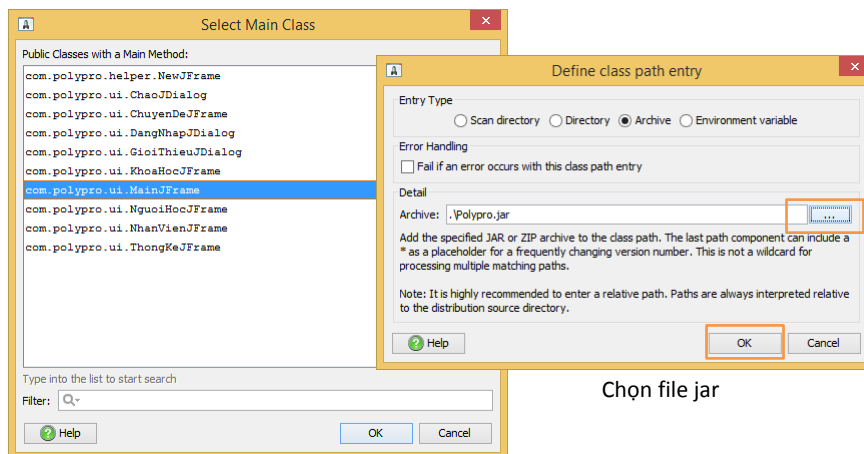 Select Main Class
Public Classes with a Main Method:
com.polypro.helper.NewJFrame
com.polypro.ui.ChaoJDialog
com.polypro.ui.ChuyenDeJFrame
com.polypro.ui.DangNhapJDialog
com.polypro.ui.GioiThieuJDialog
com.polypro.ui.KhoaHocJFrame
com.polypro.ui.MainJFrame
com.polypro.ui.NguoiHocJFrame
com.polypro.ui.NhanVienJFrame
com.polypro.ui.ThongKeJFrame
Type into the list to start search
Filter:
Help OK Cancel
Define class path entry
Entry Type
Scan directory Directory Archive Environment variable
Error Handling
Fail if an error occurs with this class path entry
Detail
Archive: .\Polypro.jar ...
Add the specified JAR or ZIP archive to the class path. The last path component can include a
* as a placeholder for a frequently changing version number. This is not a wildcard for
processing multiple matching paths.
Note: It is highly recommended to enter a relative path. Paths are always interpreted relative
to the distribution source directory.
Help OK Cancel
Chọn file jar